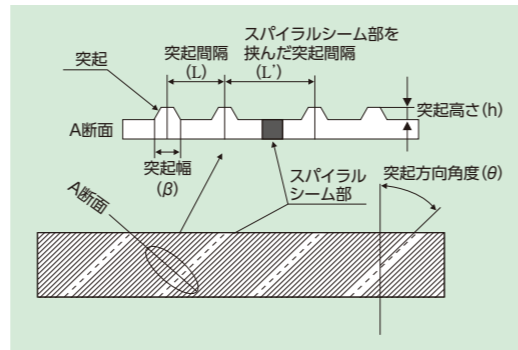 突起間隔
(L)
スパイラルシーム部を
挟んだ突起間隔
(L')
突起
突起高さ(h)
A断面
突起幅
(β)
スパイラル
シーム部
突起方向角度(θ)
A断面